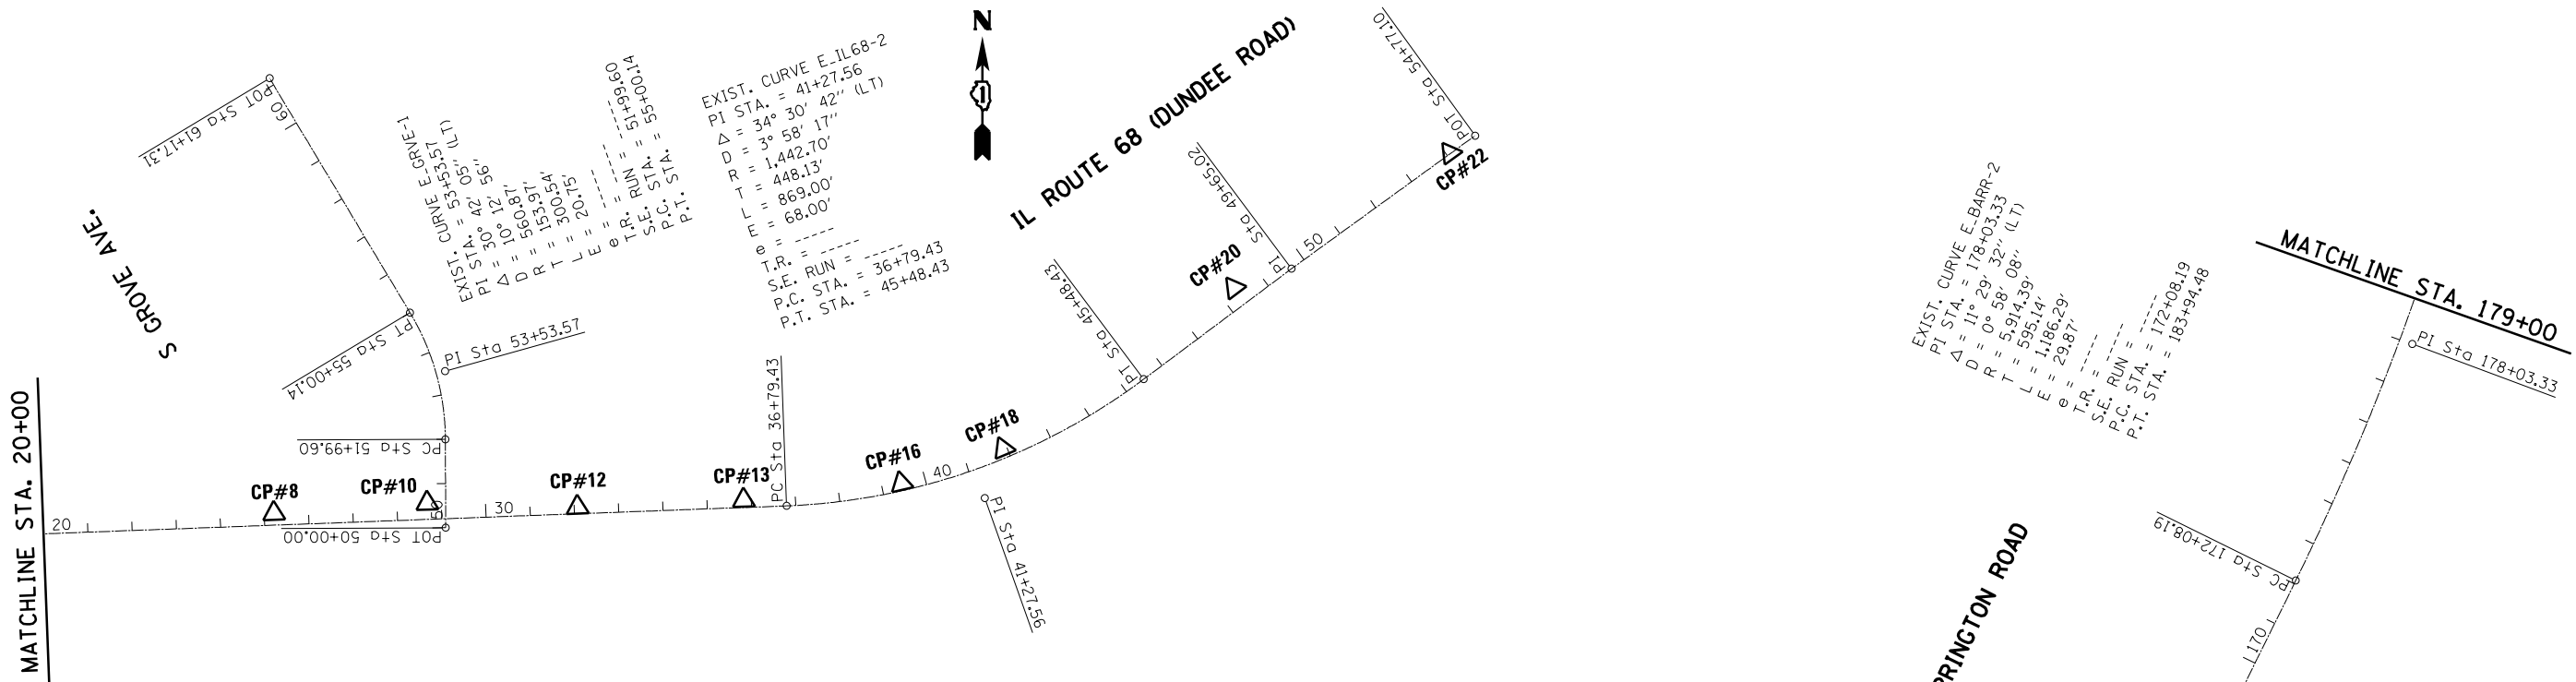 MATCHLINE STA. 20+00
S GROVE AVE.
POT Sta 61+17.31
60
PT Sta 55+00.14
PI Sta 53+53.57
PC Sta 51+99.60
50
POT Sta 50+00.00
EXIST. CURVE E_GRVE-1
PI STA. = 53+53.57
Δ = 30° 42' 05" (LT)
D = 10° 12' 56"
R = 560.87'
T = 153.97'
L = 300.54'
E = 20.75'
e = -----
T.R. = -----
S.E. RUN = -----
P.C. STA. = 51+99.60
P.T. STA. = 55+00.14
EXIST. CURVE E_IL68-2
PI STA. = 41+27.56
Δ = 34° 30' 42" (LT)
D = 3° 58' 17"
R = 1,442.70'
T = 448.13'
L = 869.00'
E = 68.00'
e = -----
T.R. = -----
S.E. RUN = -----
P.C. STA. = 36+79.43
P.T. STA. = 45+48.43
N
IL ROUTE 68 (DUNDEE ROAD)
20
CP#8
CP#10
30
CP#12
CP#13
PC Sta 36+79.43
CP#16
40
CP#18
PI Sta 41+27.56
PT Sta 45+48.43
CP#20
PI Sta 49+65.02
50
POT Sta 54+77.10
CP#22
EXIST. CURVE E_BARR-2
PI STA. = 178+03.33
Δ = 11° 29' 32" (LT)
D = 0° 58' 08"
R = 5,914.39'
T = 595.14'
L = 1,186.29'
E = 29.87'
e = -----
T.R. = -----
S.E. RUN = -----
P.C. STA. = 172+08.19
P.T. STA. = 183+94.48
MATCHLINE STA. 179+00
PI Sta 178+03.33
PC Sta 172+08.19
170
RRINGTON ROAD